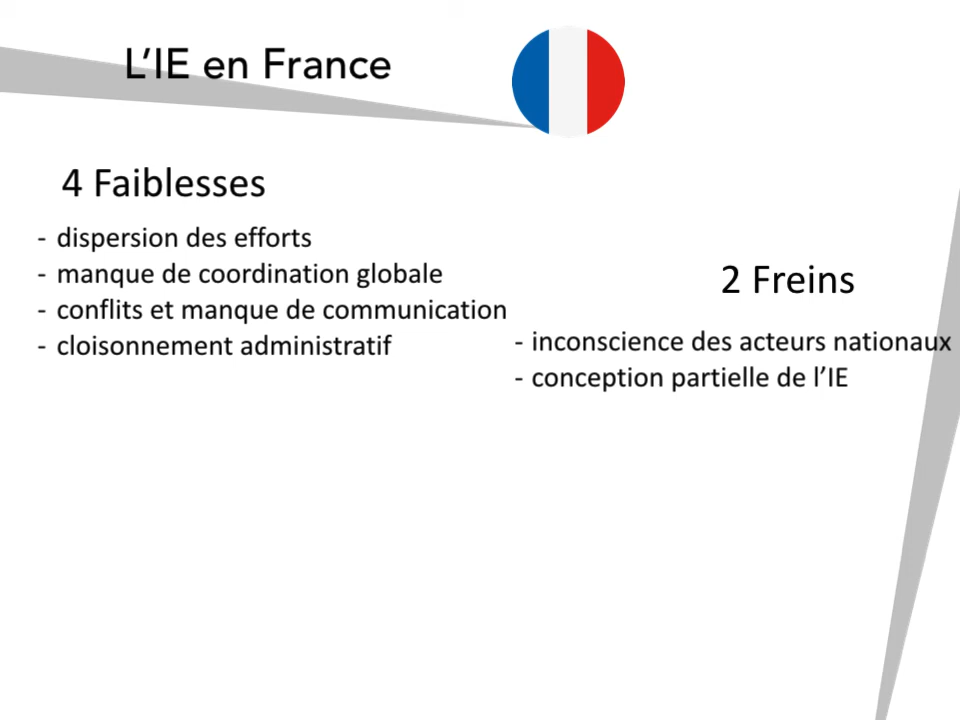 L’IE en France
4 Faiblesses
- dispersion des efforts
- manque de coordination globale
- conflits et manque de communication
- cloisonnement administratif
2 Freins
- inconscience des acteurs nationaux
- conception partielle de l’IE